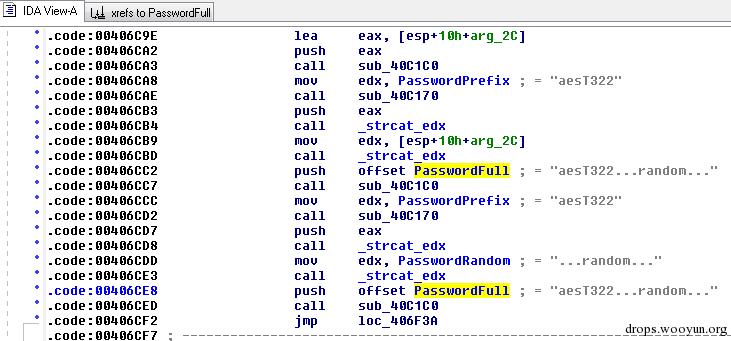 IDA View-A xrefs to PasswordFull
.code:00406C9E lea eax, [esp+10h+arg_2C]
.code:00406CA2 push eax
.code:00406CA3 call sub_40C1C0
.code:00406CA8 mov edx, PasswordPrefix ; = "aesT322"
.code:00406CAE call sub_40C170
.code:00406CB3 push eax
.code:00406CB4 call _strcat_edx
.code:00406CB9 mov edx, [esp+10h+arg_2C]
.code:00406CBD call _strcat_edx
.code:00406CC2 push offset PasswordFull ; = "aesT322...random..."
.code:00406CC7 call sub_40C1C0
.code:00406CCC mov edx, PasswordPrefix ; = "aesT322"
.code:00406CD2 call sub_40C170
.code:00406CD7 push eax
.code:00406CD8 call _strcat_edx
.code:00406CDD mov edx, PasswordRandom ; = "...random..."
.code:00406CE3 call _strcat_edx
.code:00406CE8 push offset PasswordFull ; = "aesT322...random..."
.code:00406CED call sub_40C1C0
.code:00406CF2 jmp loc_406F3A
.code:00406CF7 ;
drops.wooyun.org